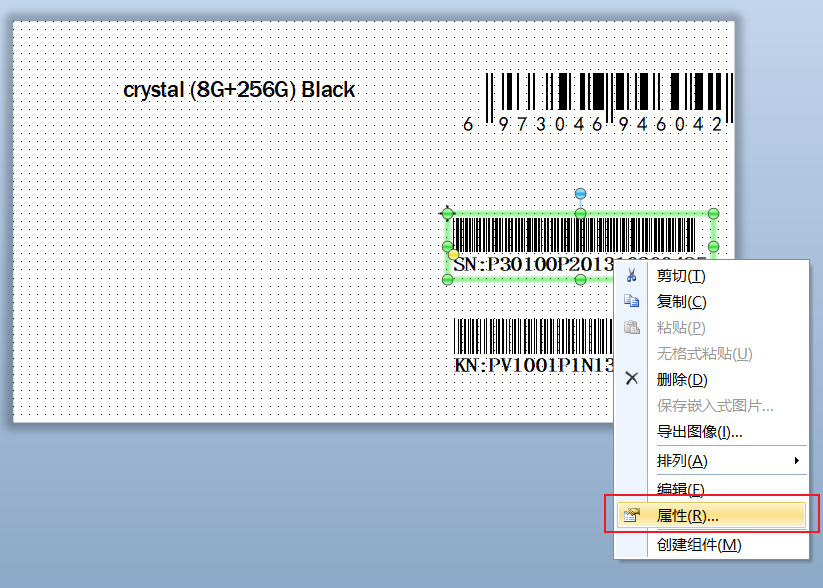 crystal (8G+256G) Black
6 973046 946042
SN:P30100P2013
KN:PV1001P1N13
剪切(T)
复制(C)
粘贴(P)
无格式粘贴(U)
删除(D)
保存嵌入式图片...
导出图像(I)...
排列(A)
编辑(E)
属性(R)...
创建组件(M)